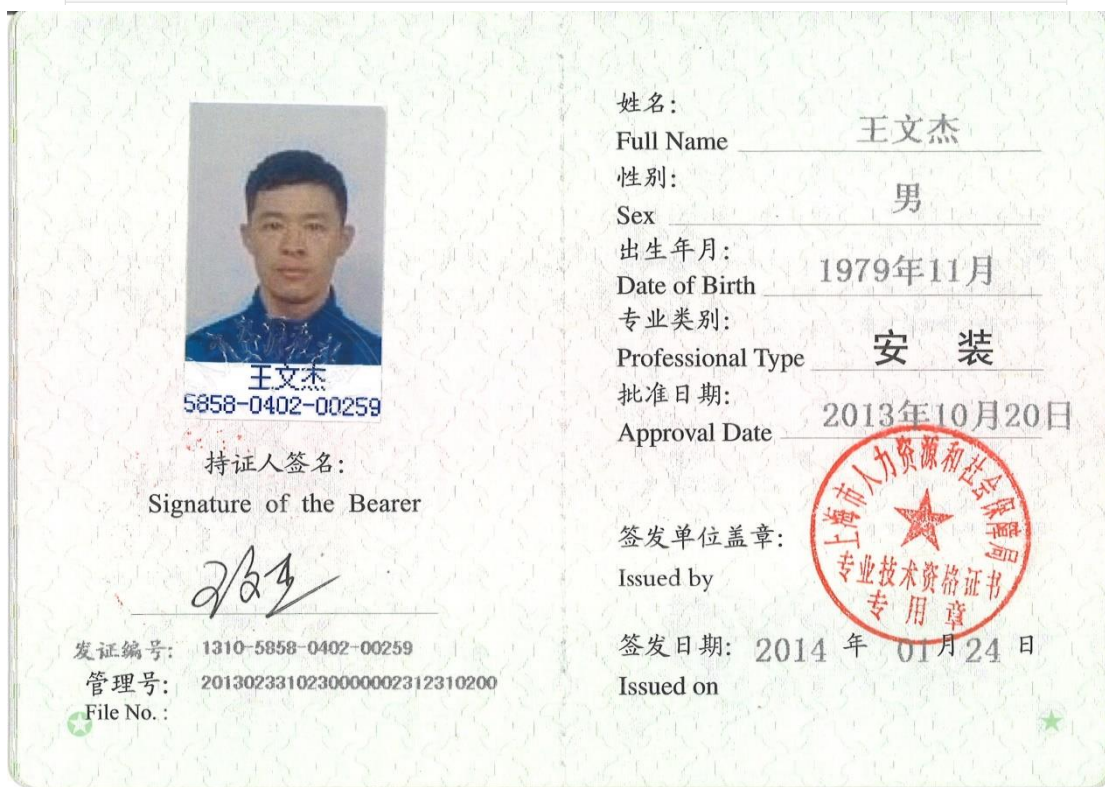 王文杰
5858-0402-00259
持证人签名:
Signature of the Bearer
发证编号: 1310-5858-0402-00259
管理号: 2013023310230000002312310200
File No. :
姓名:
Full Name 王文杰
性别:
Sex 男
出生年月:
Date of Birth 1979年11月
专业类别:
Professional Type 安 装
批准日期:
Approval Date 2013年10月20日
上海市人力资源和社会保障局
专业技术资格证书
专用章
签发单位盖章:
Issued by
签发日期: 2014 年 01月24 日
Issued on